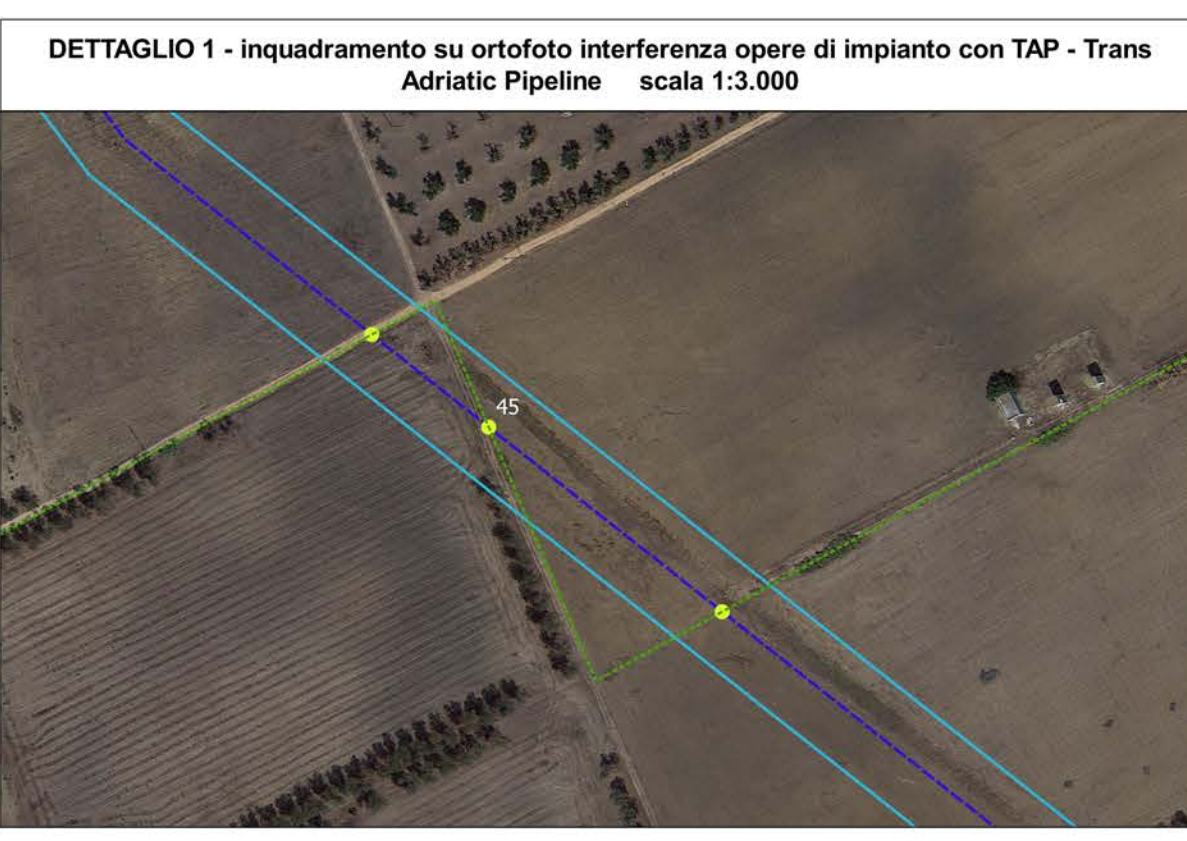 DETTAGLIO 1 - inquadramento su ortofoto interferenza opere di impianto con TAP - Trans
Adriatic Pipeline scala 1:3.000
45